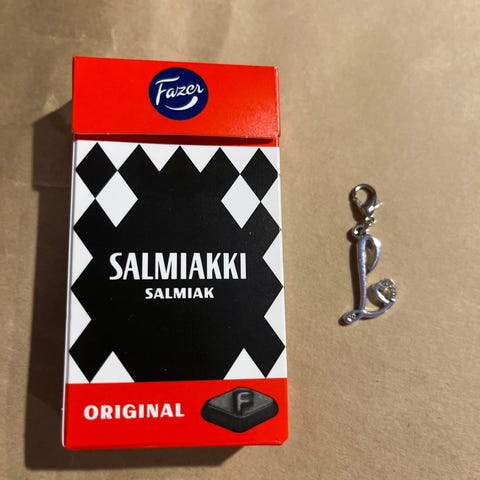 Fazer
SALMIAKKI
SALMIAK
ORIGINAL
F
L